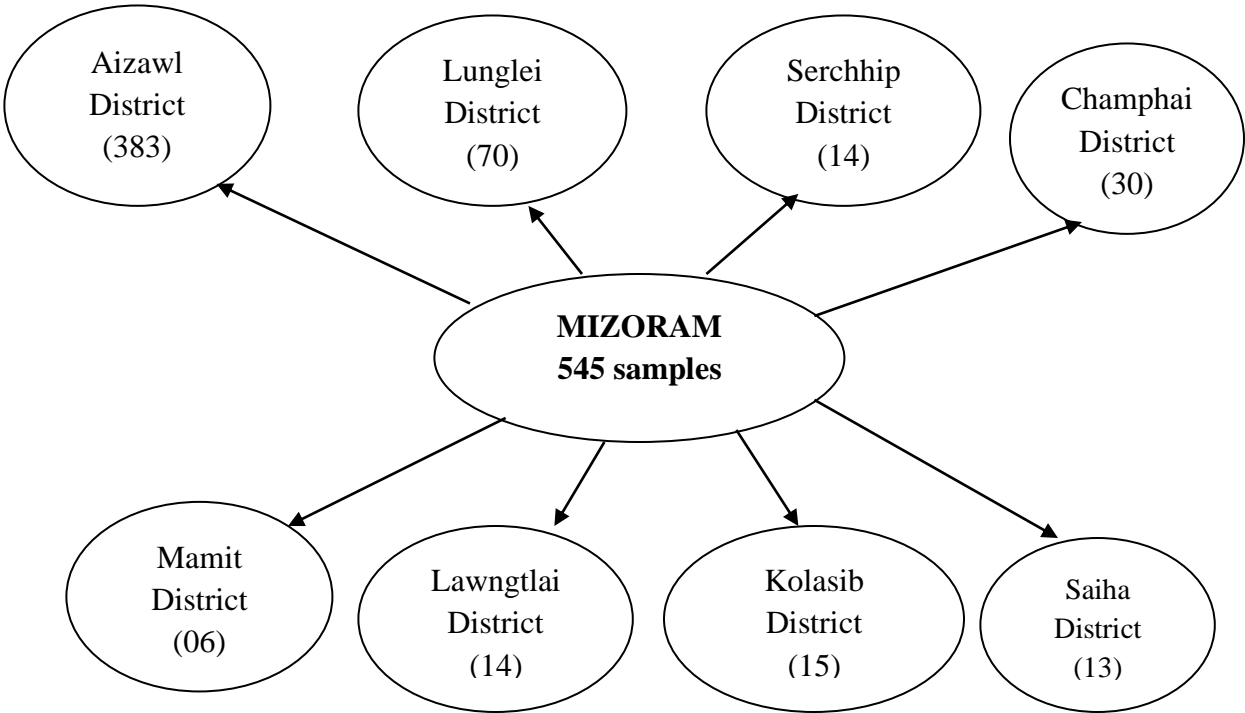 Aizawl
District
(383)
Lunglei
District
(70)
Serchhip
District
(14)
Champhai
District
(30)
MIZORAM
545 samples
Mamit
District
(06)
Lawngtlai
District
(14)
Kolasib
District
(15)
Saiha
District
(13)